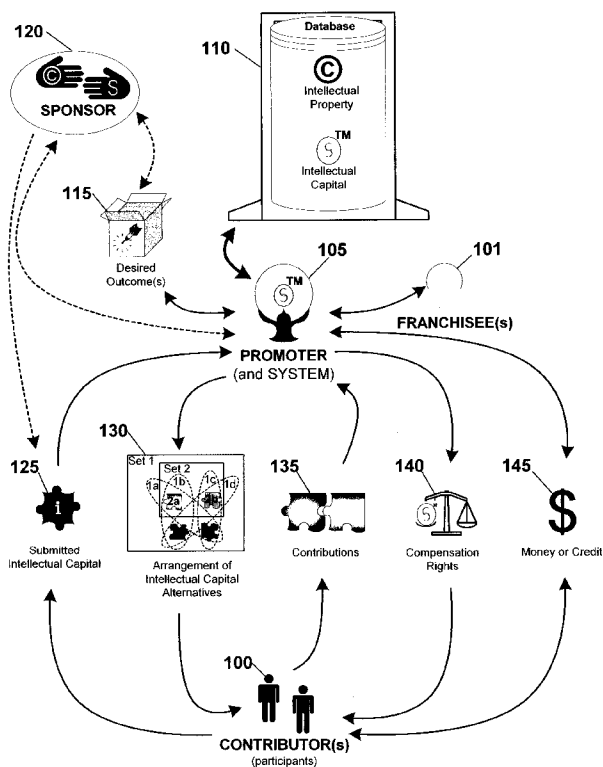 120
©
S
SPONSOR
110
Database
©
Intellectual
Property
TM
S
Intellectual
Capital
115
Desired
Outcome(s)
105
TM
S
101
FRANCHISEE(s)
PROMOTER
(and SYSTEM)
125
i
Submitted
Intellectual Capital
130
Set 1
Set 2
1a
1b
1c
1d
2a
Arrangement of
Intellectual Capital
Alternatives
135
Contributions
140
S
Compensation
Rights
145
$
Money or Credit
100
CONTRIBUTOR(s)
(participants)